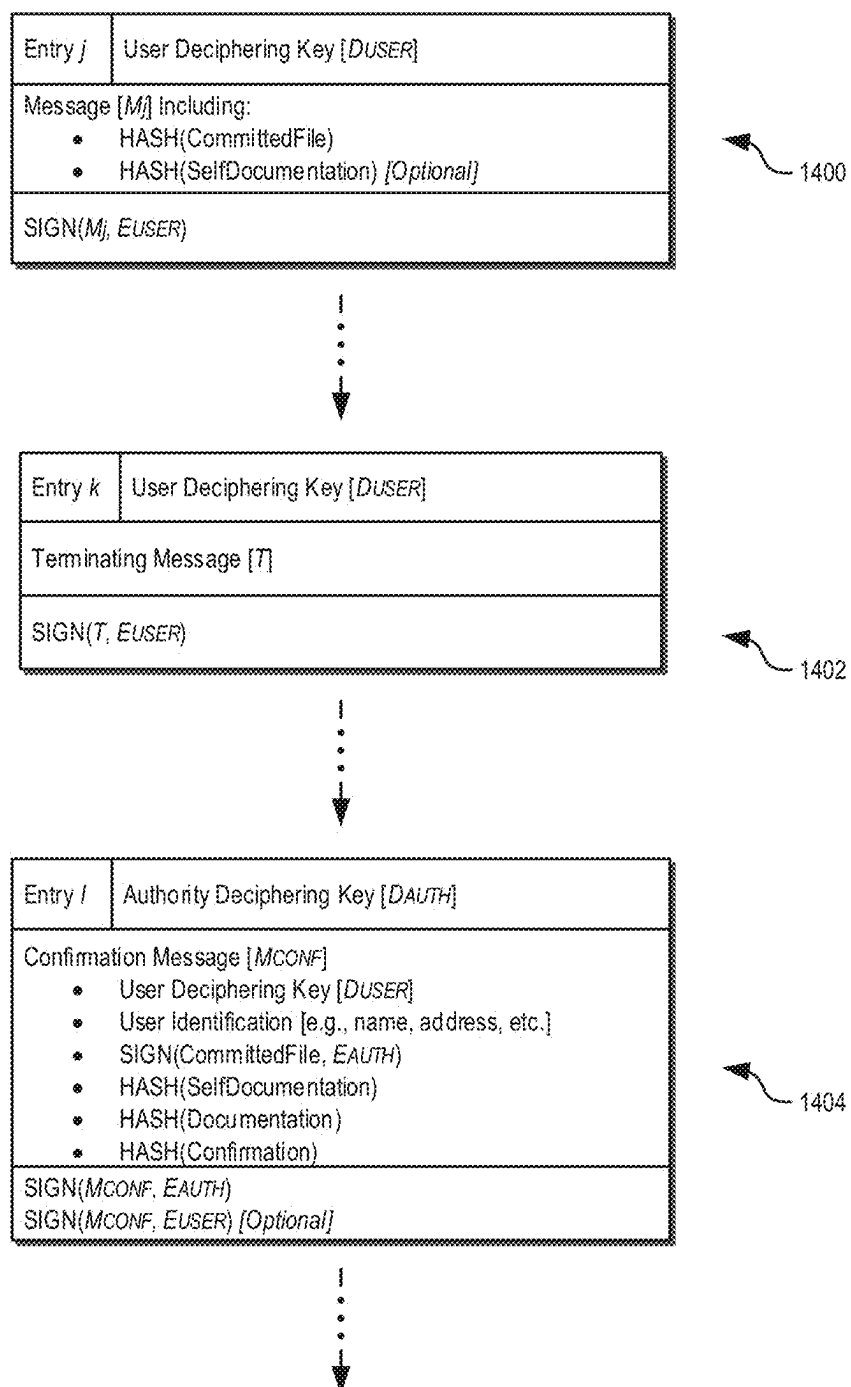 Entry j User Deciphering Key [DUSER]
Message [Mj] Including:
• HASH(CommittedFile)
• HASH(SelfDocumentation) [Optional]
1400
SIGN(Mj, EUSER)
Entry k User Deciphering Key [DUSER]
Terminating Message [T]
SIGN(T, EUSER)
1402
Entry l Authority Deciphering Key [DAUTH]
Confirmation Message [MCONF]
• User Deciphering Key [DUSER]
• User Identification [e.g., name, address, etc.]
• SIGN(CommittedFile, EAUTH)
• HASH(SelfDocumentation)
1404
• HASH(Documentation)
• HASH(Confirmation)
SIGN(MCONF, EAUTH)
SIGN(MCONF, EUSER) [Optional]